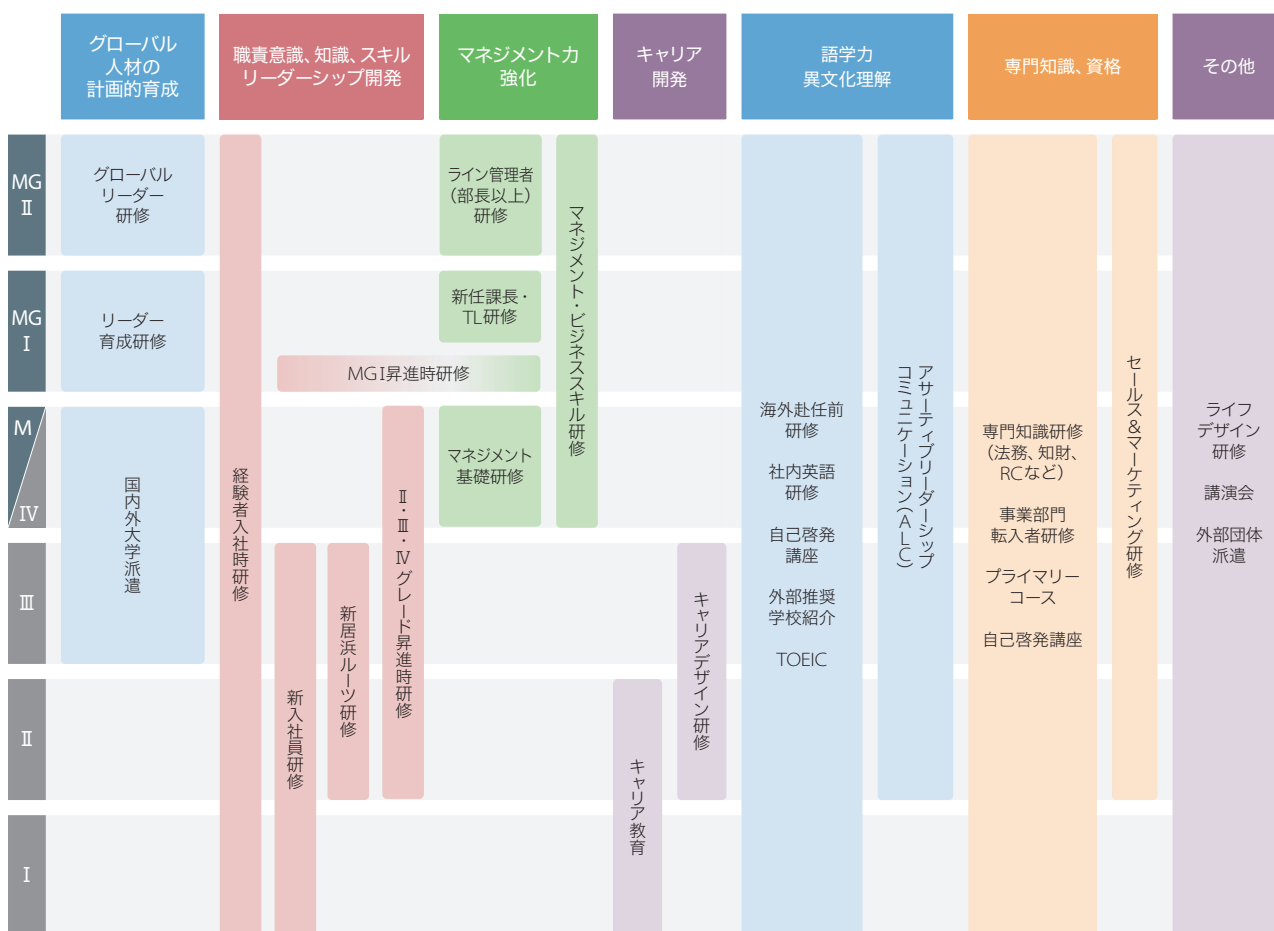 グローバル
人材の
計画的育成
職責意識、知識、スキル
リーダーシップ開発
マネジメント力
強化
キャリア
開発
語学力
異文化理解
専門知識、資格
その他
MG
Ⅱ
グローバル
リーダー
研修
ライン管理者
（部長以上）
研修
MG
Ⅰ
リーダー
育成研修
新任課長・
TL研修
MGⅠ昇進時研修
M
Ⅳ
国内外大学派遣
経験者入社時研修
新入社員研修
新居浜ルーツ研修
Ⅱ・Ⅲ・Ⅳグレード昇進時研修
マネジメント
基礎研修
マネジメント・ビジネススキル研修
キャリア教育
キャリアデザイン研修
海外赴任前
研修
社内英語
研修
自己啓発
講座
外部推奨
学校紹介
TOEIC
アサーティブリーダーシップ
コミュニケーション（ALC）
専門知識研修
（法務、知財、
RCなど）
事業部門
転入者研修
プライマリー
コース
自己啓発講座
セールス＆マーケティング研修
ライフ
デザイン
研修
講演会
外部団体
派遣
Ⅲ
Ⅱ
Ⅰ